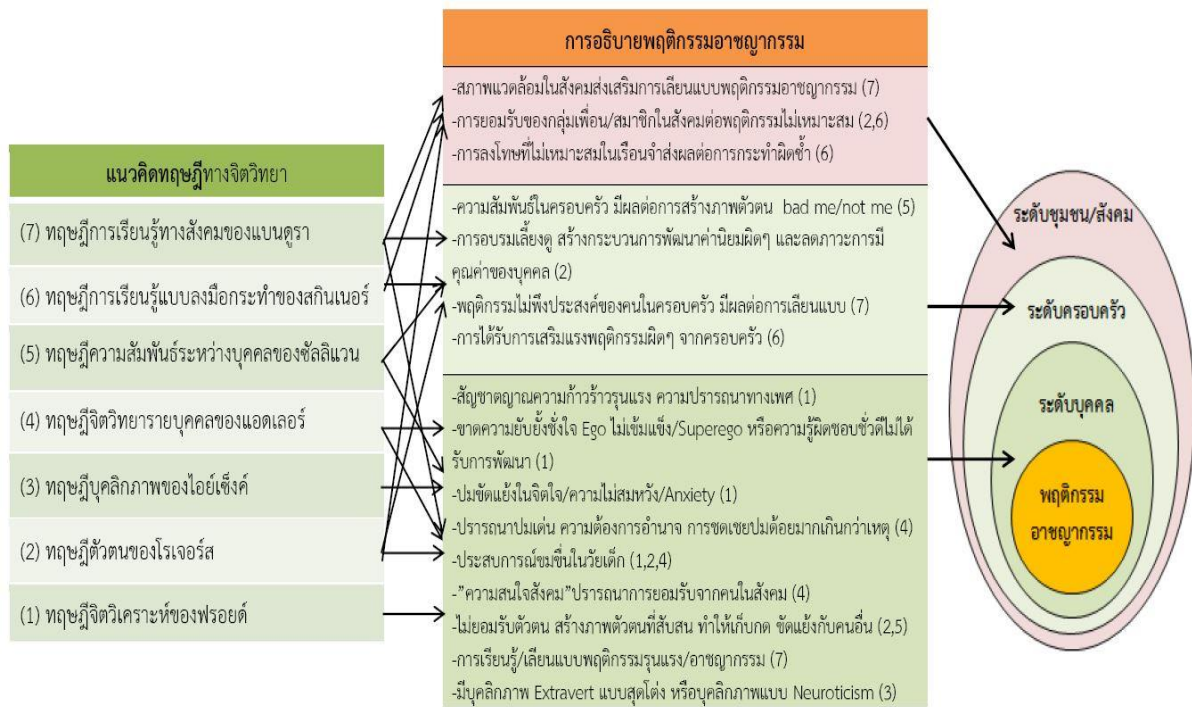 แนวคิดทฤษฎีทางจิตวิทยา
(7) ทฤษฎีการเรียนรู้ทางสังคมของแบนดูรา
(6) ทฤษฎีการเรียนรู้แบบลงมือกระทำของสกินเนอร์
(5) ทฤษฎีความสัมพันธ์ระหว่างบุคคลของซัลลิแวน
(4) ทฤษฎีจิตวิทยารายบุคคลของแอดเลอร์
(3) ทฤษฎีบุคลิกภาพของไอย์เซ็งค์
(2) ทฤษฎีตัวตนของโรเจอร์ส
(1) ทฤษฎีจิตวิเคราะห์ของฟรอยด์
การอธิบายพฤติกรรมอาชญากรรม
-สภาพแวดล้อมในสังคมส่งเสริมการเลียนแบบพฤติกรรมอาชญากรรม (7)
-การยอมรับของกลุ่มเพื่อน/สมาชิกในสังคมต่อพฤติกรรมไม่เหมาะสม (2,6)
-การลงโทษที่ไม่เหมาะสมในเรือนจำส่งผลต่อการกระทำผิดซ้ำ (6)
-ความสัมพันธ์ในครอบครัว มีผลต่อการสร้างภาพตัวตน bad me/not me (5)
-การอบรมเลี้ยงดู สร้างกระบวนการพัฒนาค่านิยมผิดๆ และลดภาวะการมี
คุณค่าของบุคคล (2)
-พฤติกรรมไม่พึงประสงค์ของคนในครอบครัว มีผลต่อการเลียนแบบ (7)
-การได้รับการเสริมแรงพฤติกรรมผิดๆ จากครอบครัว (6)
-สัญชาตญาณความก้าวร้าวรุนแรง ความปรารถนาทางเพศ (1)
-ขาดความยับยั้งชั่งใจ Ego ไม่เข้มแข็ง/Superego หรือความรู้ผิดชอบชั่วดีไม่ได้
รับการพัฒนา (1)
-ปมขัดแย้งในจิตใจ/ความไม่สมหวัง/Anxiety (1)
-ปรารถนาปมเด่น ความต้องการอำนาจ การชดเชยปมด้อยมากเกินกว่าเหตุ (4)
-ประสบการณ์ขมขื่นในวัยเด็ก (1,2,4)
-"ความสนใจสังคม"ปรารถนาการยอมรับจากคนในสังคม (4)
-ไม่ยอมรับตัวตน สร้างภาพตัวตนที่สับสน ทำให้เก็บกด ขัดแย้งกับคนอื่น (2,5)
-การเรียนรู้/เลียนแบบพฤติกรรมรุนแรง/อาชญากรรม (7)
-มีบุคลิกภาพ Extravert แบบสุดโต่ง หรือบุคลิกภาพแบบ Neuroticism (3)
ระดับชุมชน/สังคม
ระดับครอบครัว
ระดับบุคคล
พฤติกรรม
อาชญากรรม